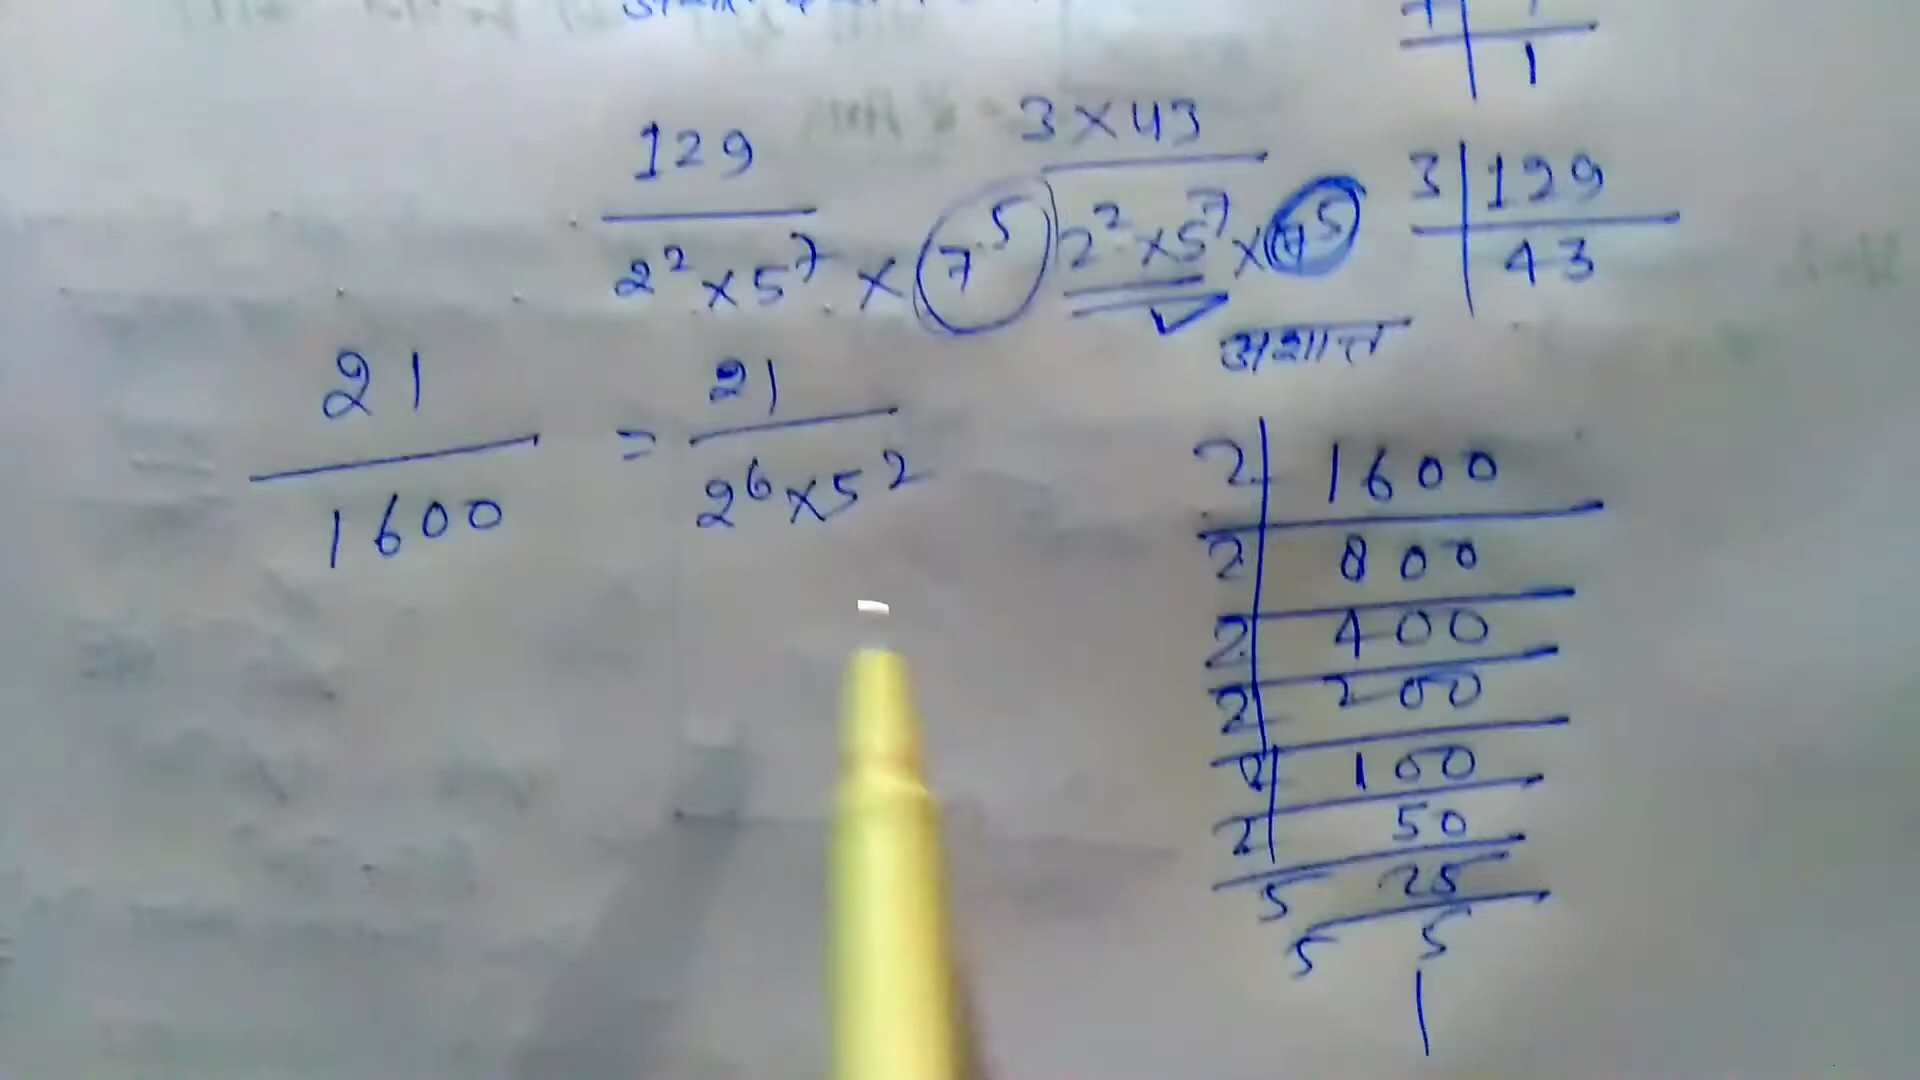 1
129 / 2² × 5⁷ × 7⁵
3 × 43 / 2² × 5⁷ × 7⁵
3 | 129
43
अशान्त
21 / 1600 = 21 / 2⁶ × 5²
2 | 1600
2 | 800
2 | 400
2 | 200
2 | 100
2 | 50
5 25
5 5
1